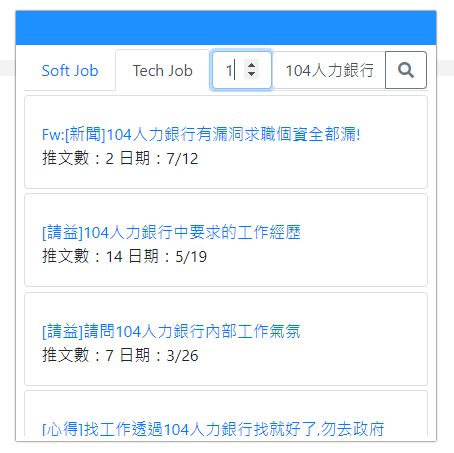 Soft Job Tech Job 1 104人力銀行
Fw:[新聞]104人力銀行有漏洞求職個資全都漏!
推文數：2 日期：7/12
[請益]104人力銀行中要求的工作經歷
推文數：14 日期：5/19
[請益]請問104人力銀行內部工作氣氛
推文數：7 日期：3/26
[心得]找工作透過104人力銀行找就好了,勿去政府